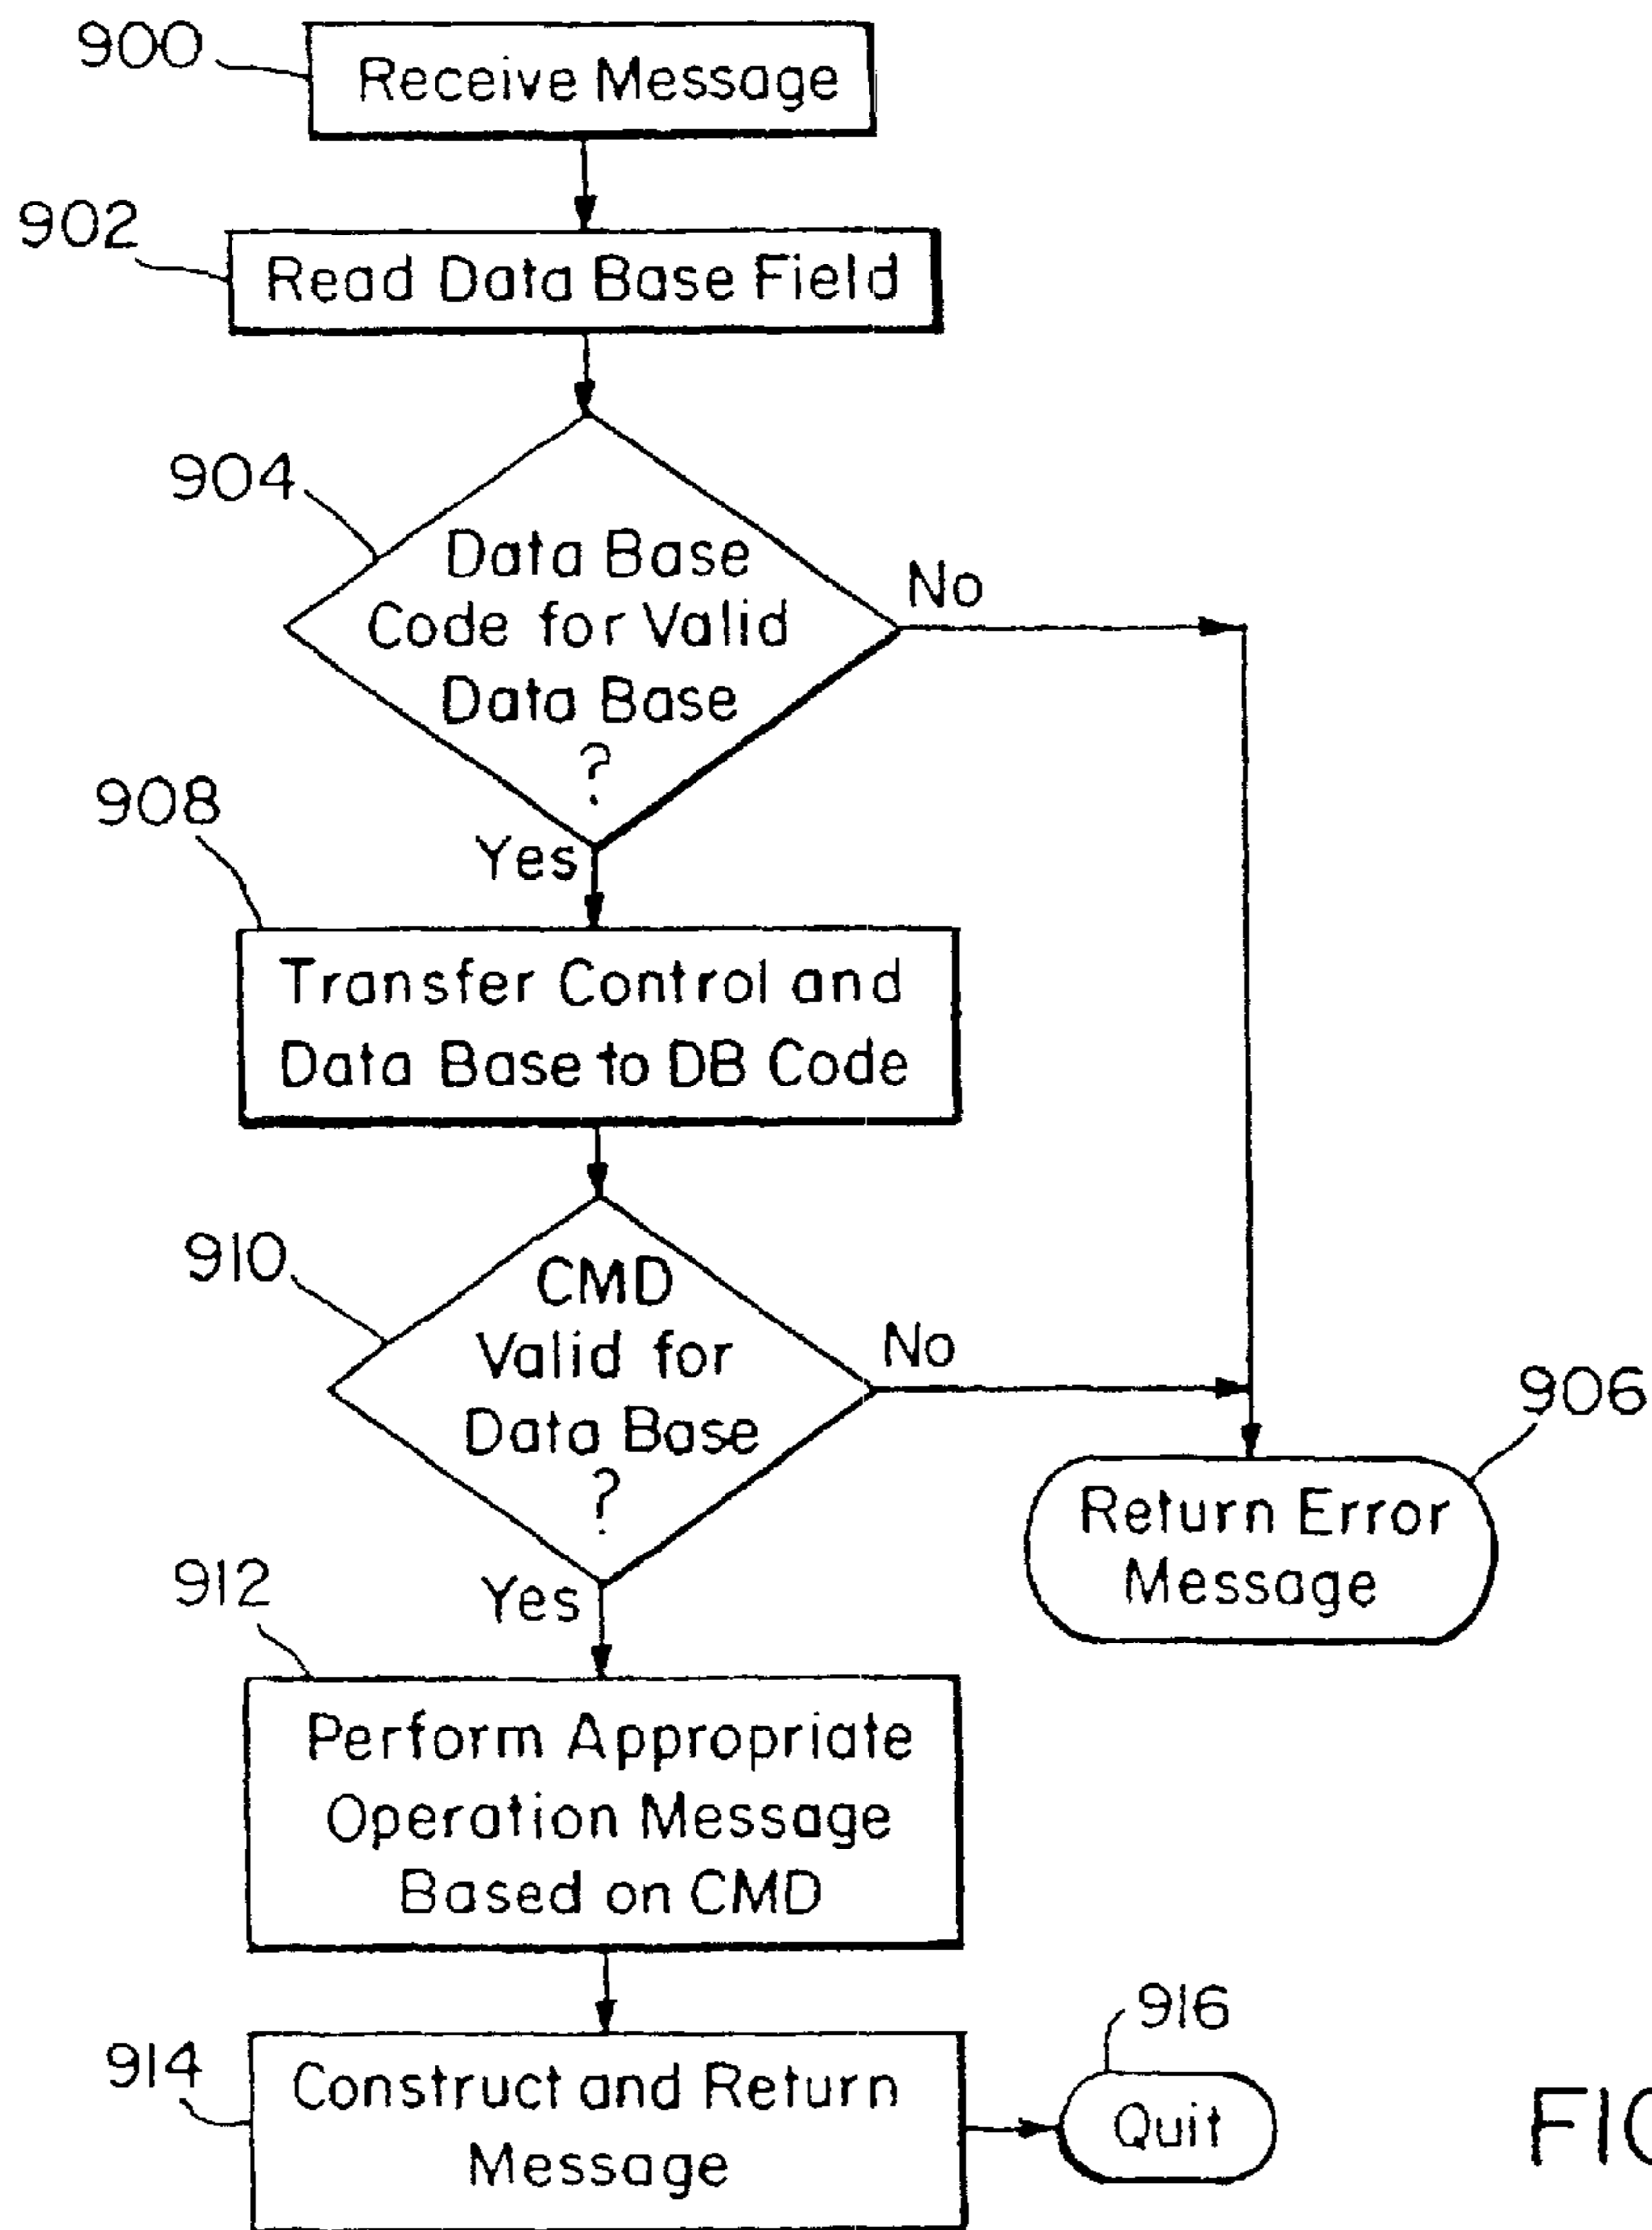 900
Receive Message
902
Read Data Base Field
904
Data Base
Code for Valid
Data Base
?
No
Yes
908
Transfer Control and
Data Base to DB Code
910
CMD
Valid for
Data Base
?
No
906
Return Error
Message
Yes
912
Perform Appropriate
Operation Message
Based on CMD
914
Construct and Return
Message
916
Quit